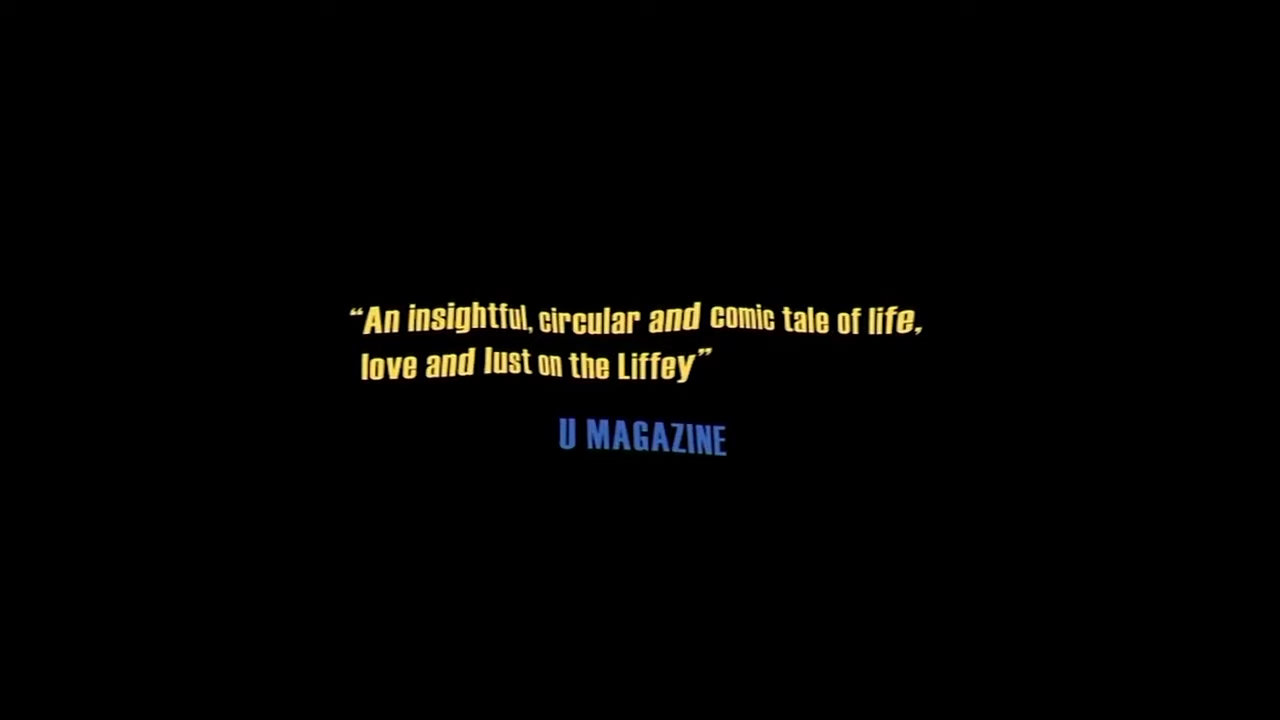 “An insightful, circular and comic tale of life,
love and lust on the Liffey”
U MAGAZINE